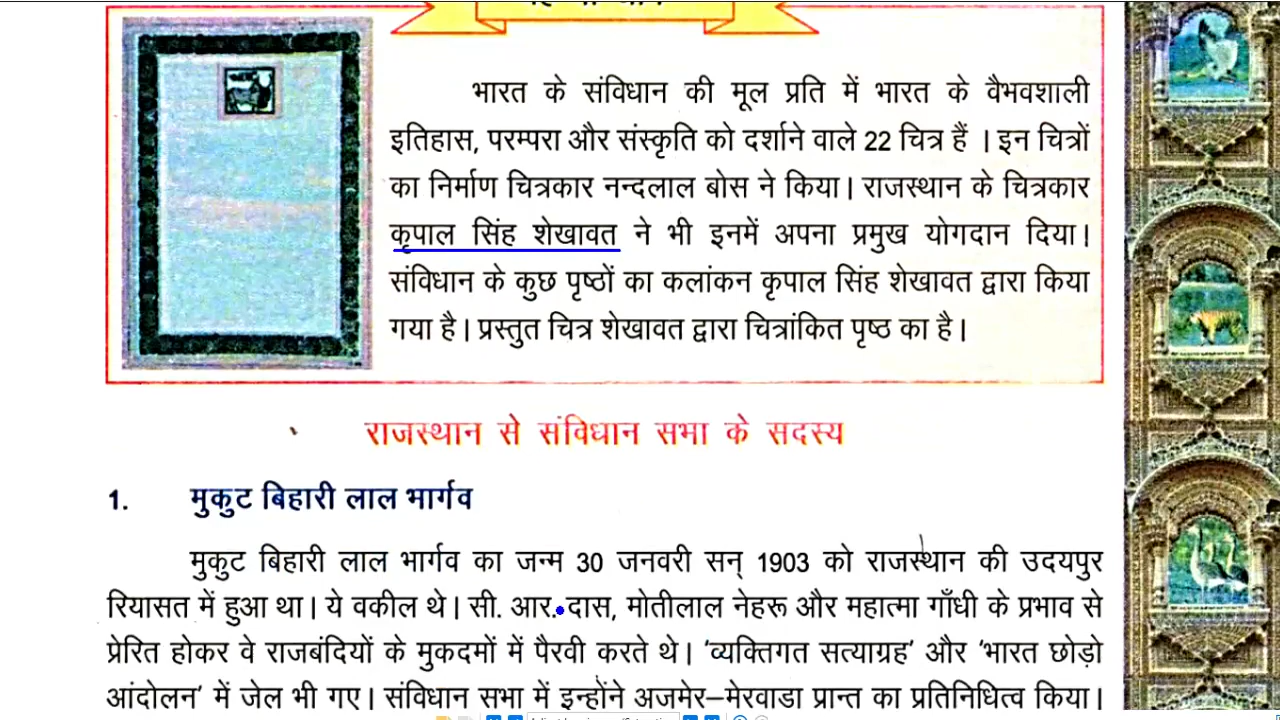 भारत के संविधान की मूल प्रति में भारत के वैभवशाली
इतिहास, परम्परा और संस्कृति को दर्शाने वाले 22 चित्र हैं । इन चित्रों
का निर्माण चित्रकार नन्दलाल बोस ने किया। राजस्थान के चित्रकार
कृपाल सिंह शेखावत ने भी इनमें अपना प्रमुख योगदान दिया।
संविधान के कुछ पृष्ठों का कलांकन कृपाल सिंह शेखावत द्वारा किया
गया है। प्रस्तुत चित्र शेखावत द्वारा चित्रांकित पृष्ठ का है।
राजस्थान से संविधान सभा के सदस्य
1. मुकुट बिहारी लाल भार्गव
मुकुट बिहारी लाल भार्गव का जन्म 30 जनवरी सन् 1903 को राजस्थान की उदयपुर
रियासत में हुआ था। ये वकील थे। सी. आर. दास, मोतीलाल नेहरू और महात्मा गाँधी के प्रभाव से
प्रेरित होकर वे राजबंदियों के मुकदमों में पैरवी करते थे। 'व्यक्तिगत सत्याग्रह' और 'भारत छोड़ो
आंदोलन' में जेल भी गए। संविधान सभा में इन्होंने अजमेर–मेरवाडा प्रान्त का प्रतिनिधित्व किया।